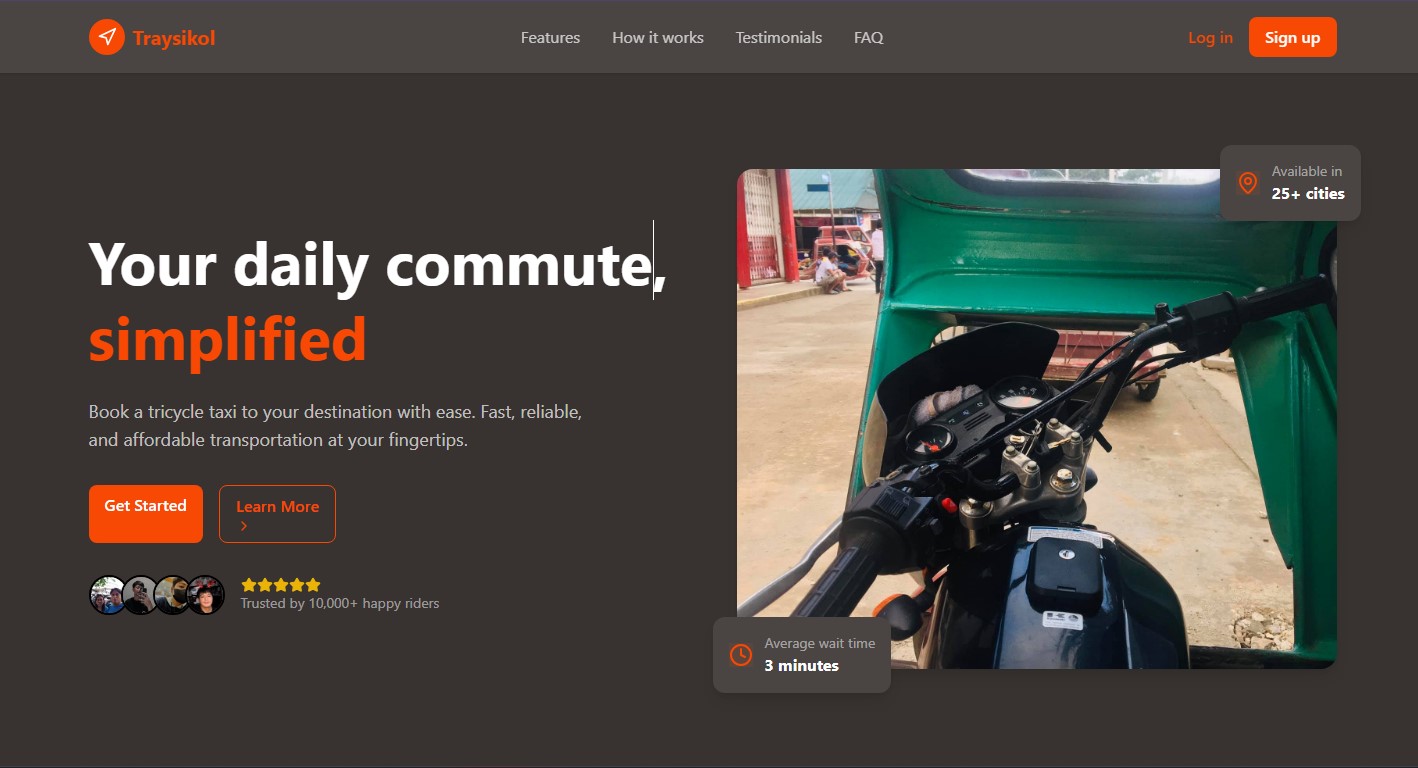 Traysikol
Features
How it works
Testimonials
FAQ
Log in
Sign up
Available in
25+ cities
Your daily commute,
simplified
Book a tricycle taxi to your destination with ease. Fast, reliable,
and affordable transportation at your fingertips.
Get Started
Learn More
Trusted by 10,000+ happy riders
Average wait time
3 minutes